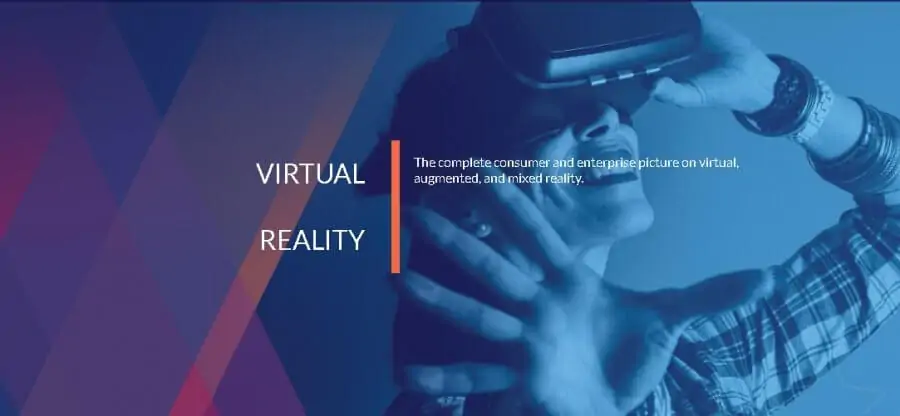 VIRTUAL
REALITY
The complete consumer and enterprise picture on virtual,
augmented, and mixed reality.